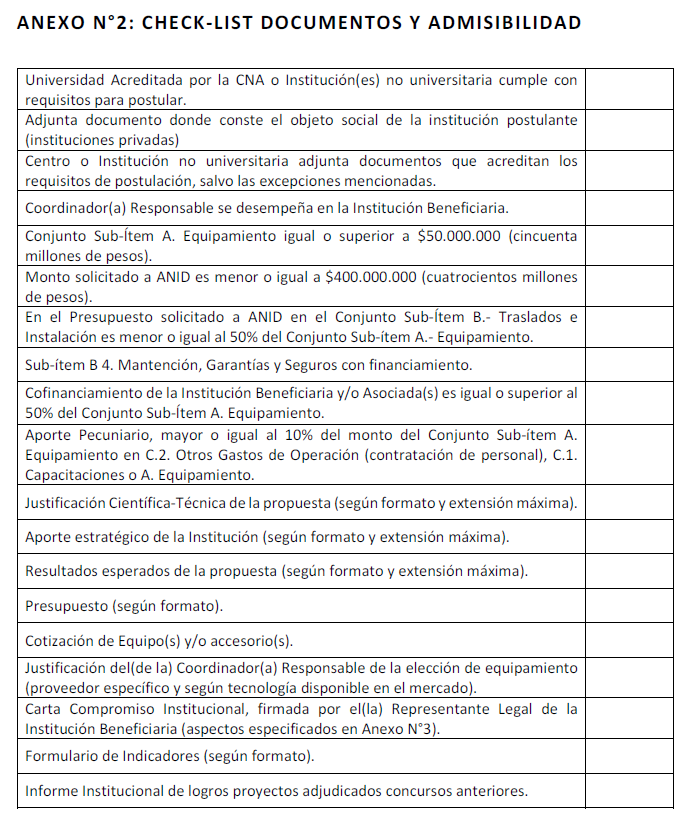 ANEXO N°2: CHECK-LIST DOCUMENTOS Y ADMISIBILIDAD
Universidad Acreditada por la CNA o Institución(es) no universitaria cumple con
requisitos para postular.
Adjunta documento donde conste el objeto social de la institución postulante
(instituciones privadas)
Centro o Institución no universitaria adjunta documentos que acreditan los
requisitos de postulación, salvo las excepciones mencionadas.
Coordinador(a) Responsable se desempeña en la Institución Beneficiaria.
Conjunto Sub-Ítem A. Equipamiento igual o superior a $50.000.000 (cincuenta
millones de pesos).
Monto solicitado a ANID es menor o igual a $400.000.000 (cuatrocientos millones
de pesos).
En el Presupuesto solicitado a ANID en el Conjunto Sub-Ítem B.- Traslados e
Instalación es menor o igual al 50% del Conjunto Sub-ítem A.- Equipamiento.
Sub-ítem B 4. Mantención, Garantías y Seguros con financiamiento.
Cofinanciamiento de la Institución Beneficiaria y/o Asociada(s) es igual o superior al
50% del Conjunto Sub-Ítem A. Equipamiento.
Aporte Pecuniario, mayor o igual al 10% del monto del Conjunto Sub-ítem A.
Equipamiento en C.2. Otros Gastos de Operación (contratación de personal), C.1.
Capacitaciones o A. Equipamiento.
Justificación Científica-Técnica de la propuesta (según formato y extensión máxima).
Aporte estratégico de la Institución (según formato y extensión máxima).
Resultados esperados de la propuesta (según formato y extensión máxima).
Presupuesto (según formato).
Cotización de Equipo(s) y/o accesorio(s).
Justificación del(de la) Coordinador(a) Responsable de la elección de equipamiento
(proveedor específico y según tecnología disponible en el mercado).
Carta Compromiso Institucional, firmada por el(la) Representante Legal de la
Institución Beneficiaria (aspectos especificados en Anexo N°3).
Formulario de Indicadores (según formato).
Informe Institucional de logros proyectos adjudicados concursos anteriores.